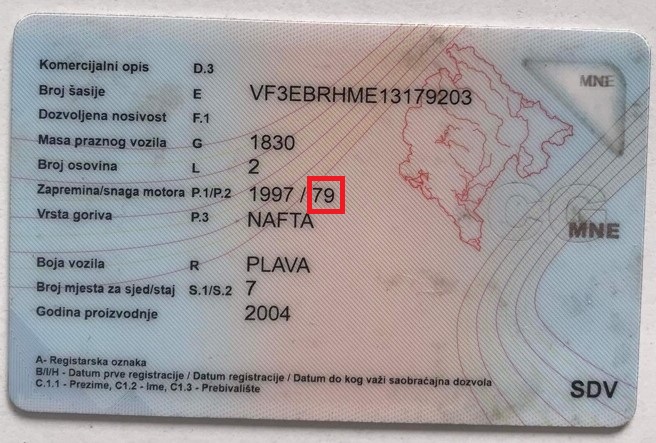 Komercijalni opis D.3
Broj šasije E VF3EBRHME13179203
Dozvoljena nosivost F.1
Masa praznog vozila G 1830
Broj osovina L 2
Zapremina/snaga motora P.1/P.2 1997 / 79
Vrsta goriva P.3 NAFTA
Boja vozila R PLAVA
Broj mjesta za sjed/staj S.1/S.2 7
Godina proizvodnje 2004
MNE
CG
MNE
A- Registarska oznaka
B/I/H - Datum prve registracije / Datum registracije / Datum do kog važi saobraćajna dozvola
C.1.1 - Prezime, C1.2 - Ime, C1.3 - Prebivalište
SDV